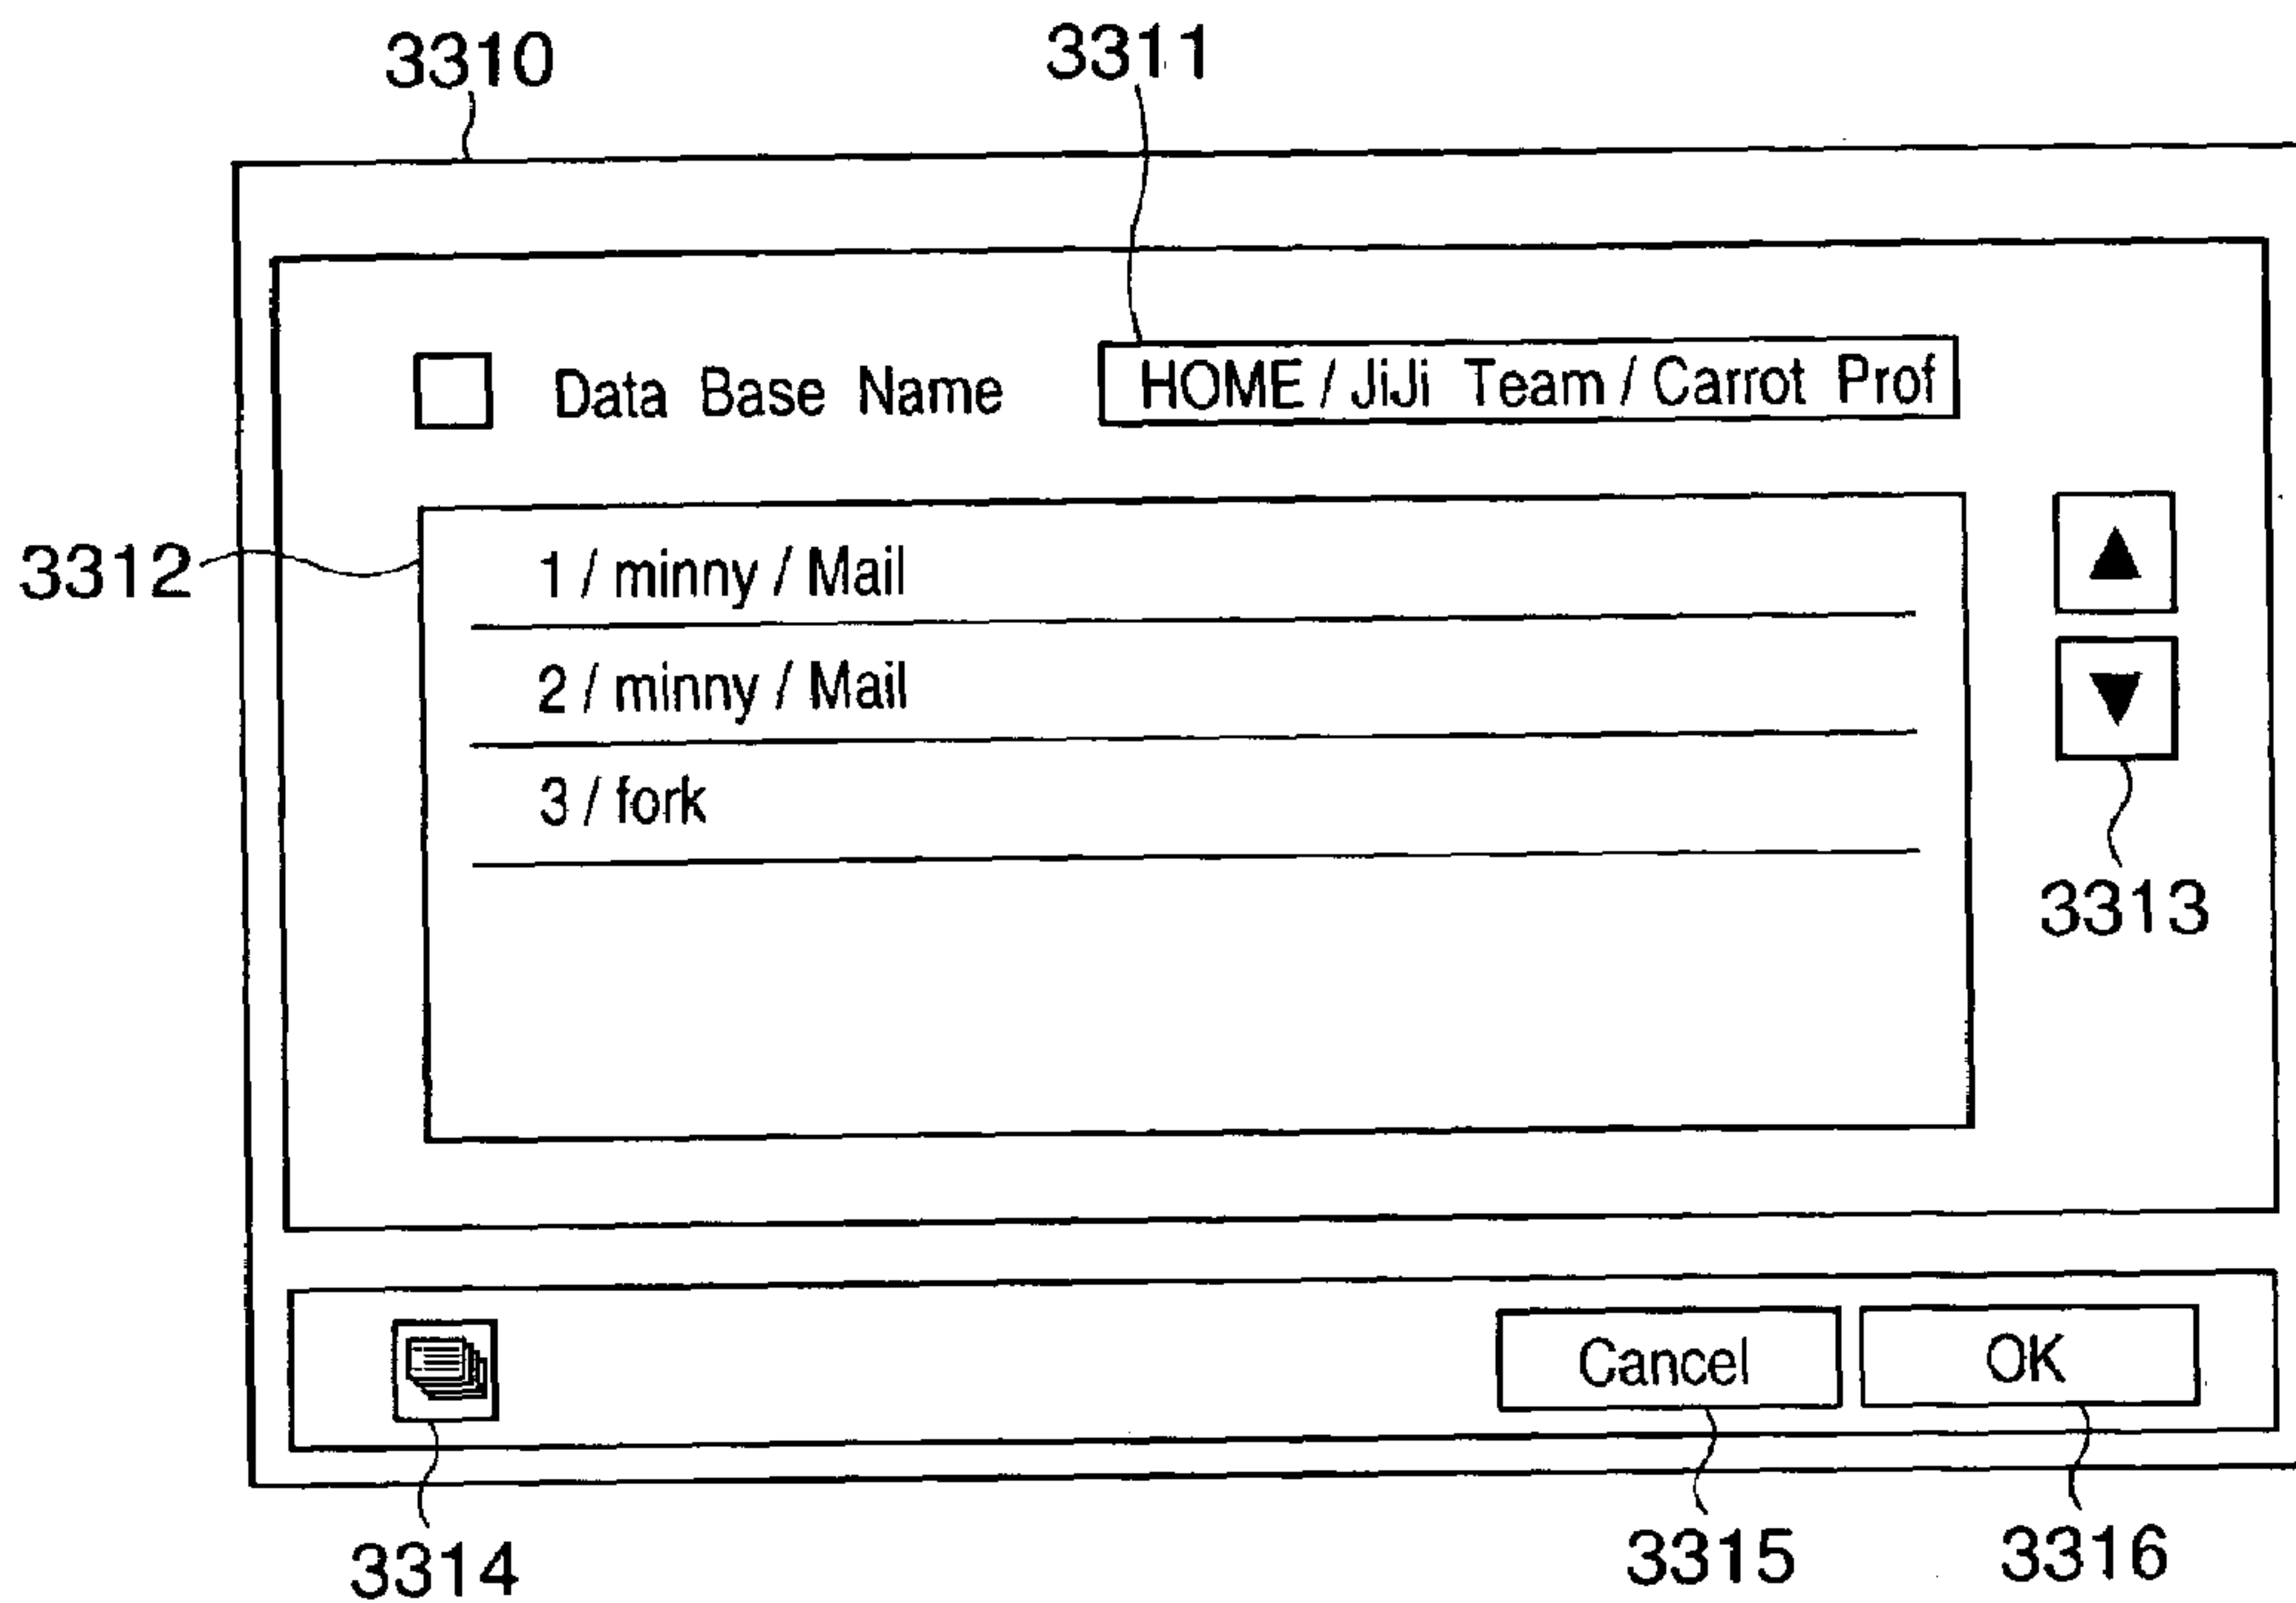 3310 3311
Data Base Name HOME / JiJi Team / Carrot Prof
3312
1 / minny / Mail
2 / minny / Mail
3 / fork
3313
Cancel OK
3314 3315 3316